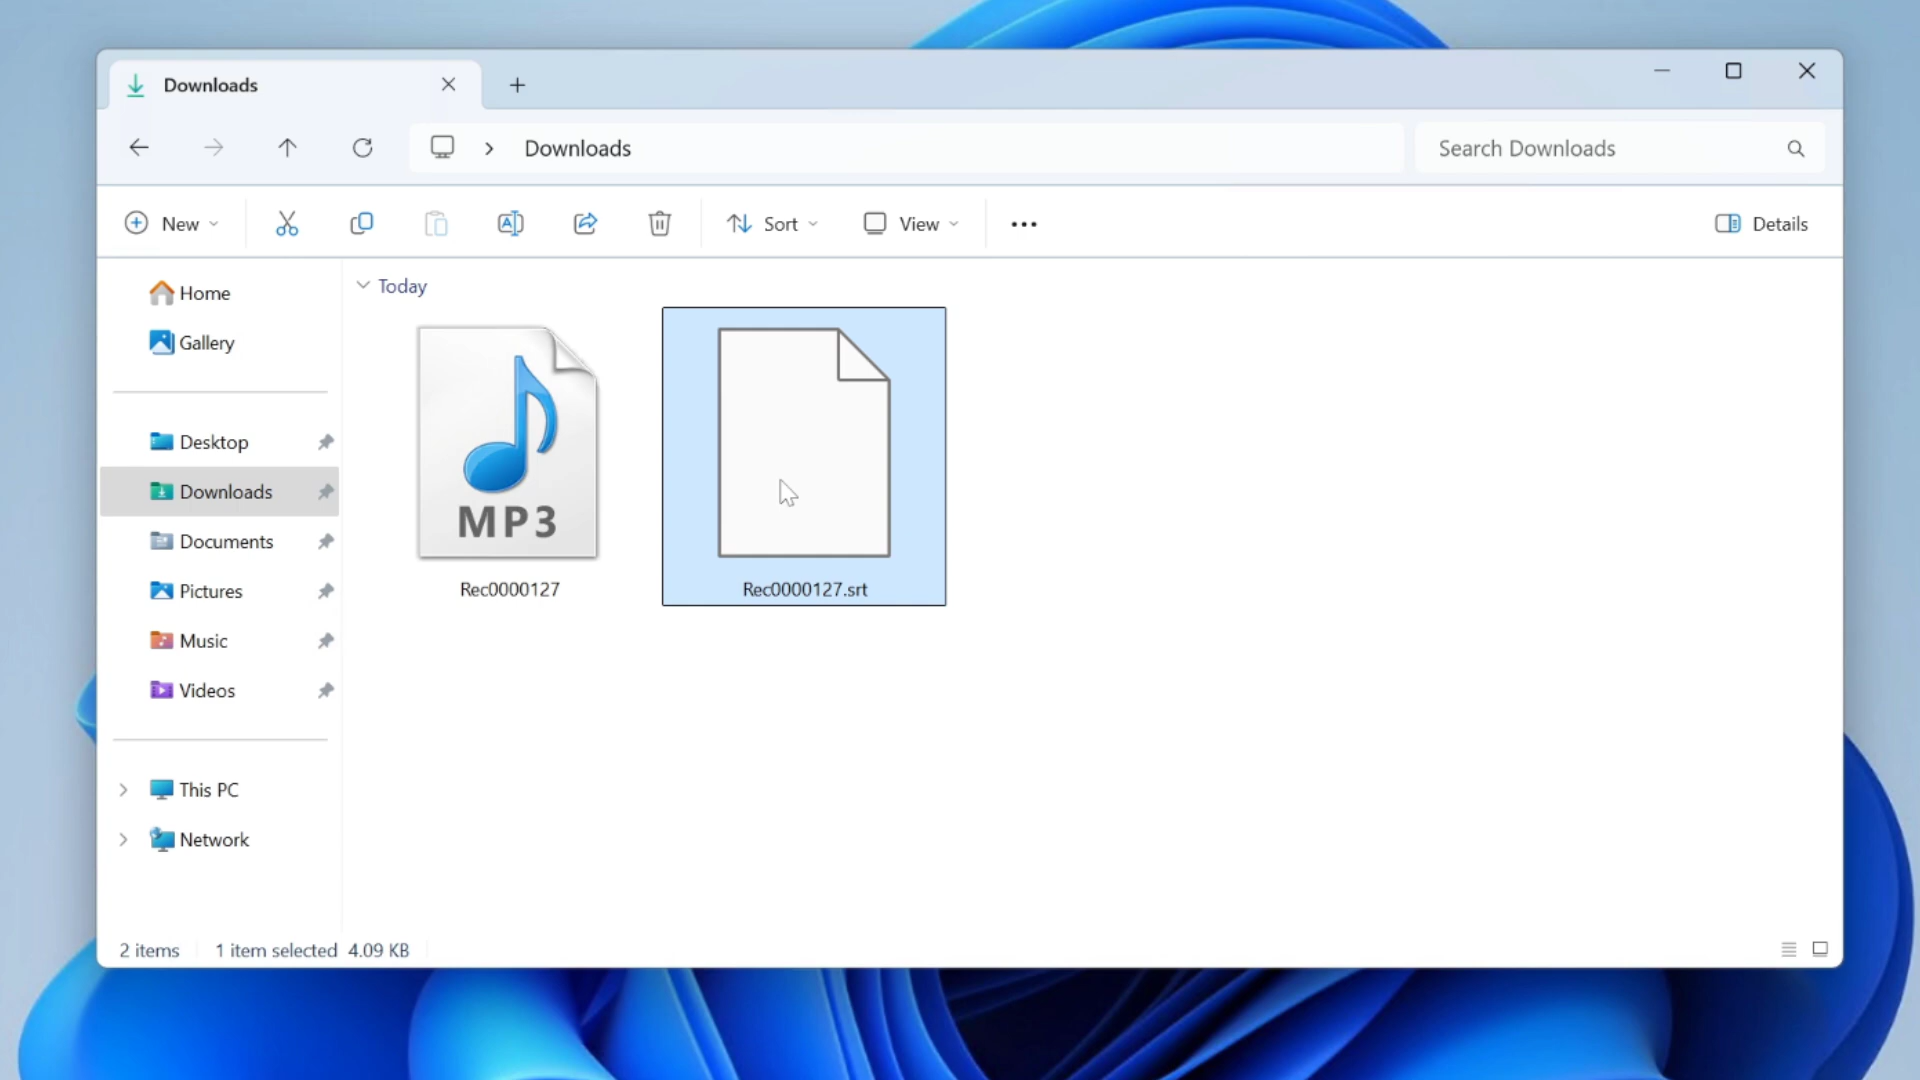 Downloads
Downloads
Search Downloads
New
Sort
View
Details
Home
Gallery
Desktop
Downloads
Documents
Pictures
Music
Videos
This PC
Network
Today
MP3
Rec0000127
Rec0000127.srt
2 items
1 item selected 4.09 KB